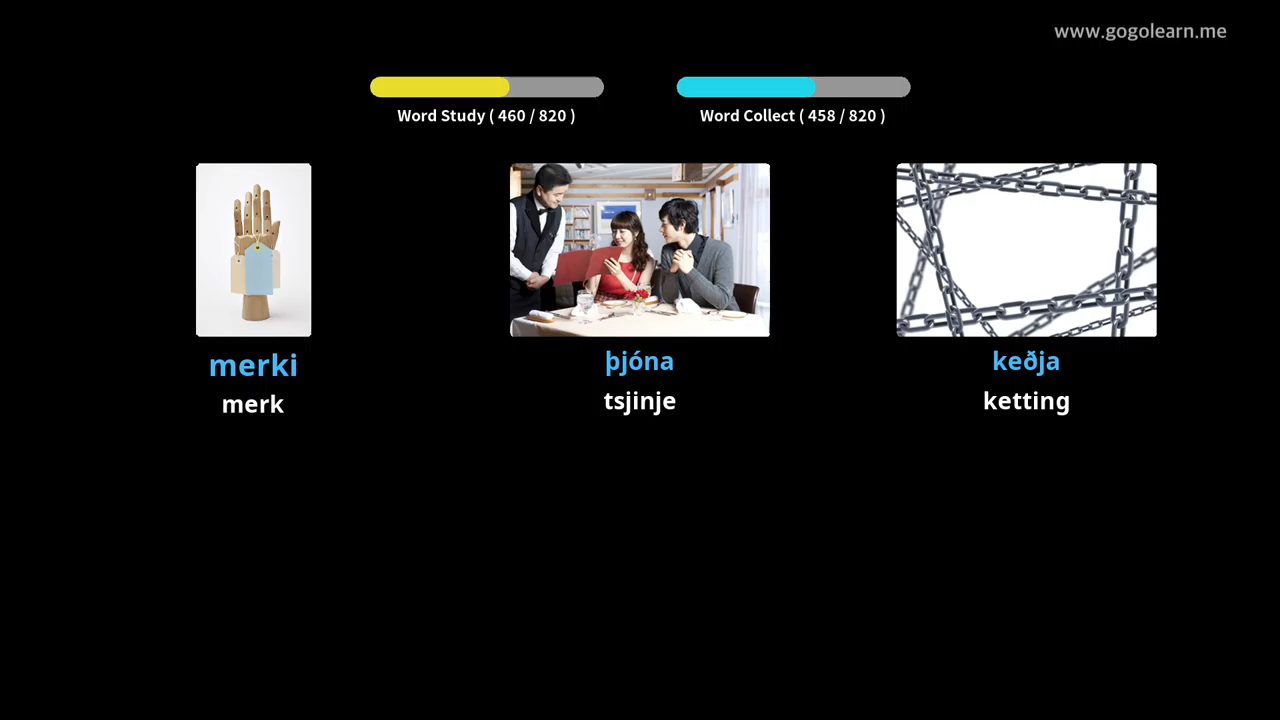 www.gogolearn.me
Word Study ( 460 / 820 )
Word Collect ( 458 / 820 )
merki
merk
þjóna
tsjinje
keðja
ketting